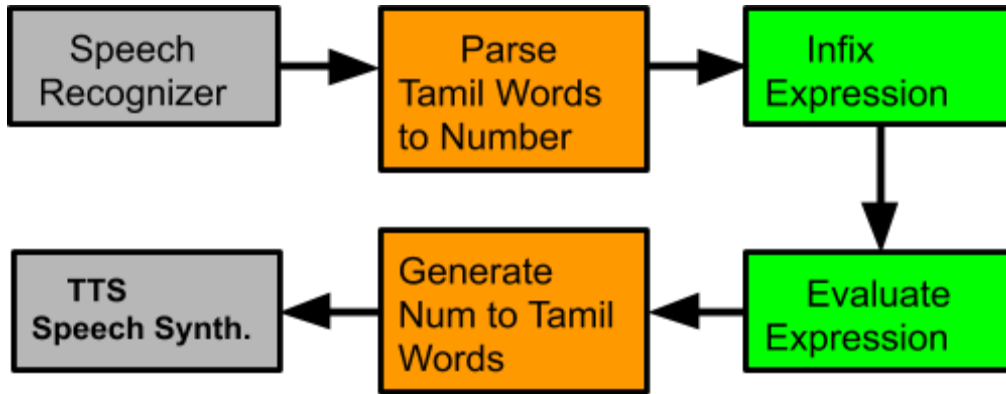 Speech
Recognizer
Parse
Tamil Words
to Number
Infix
Expression
Evaluate
Expression
Generate
Num to Tamil
Words
TTS
Speech Synth.